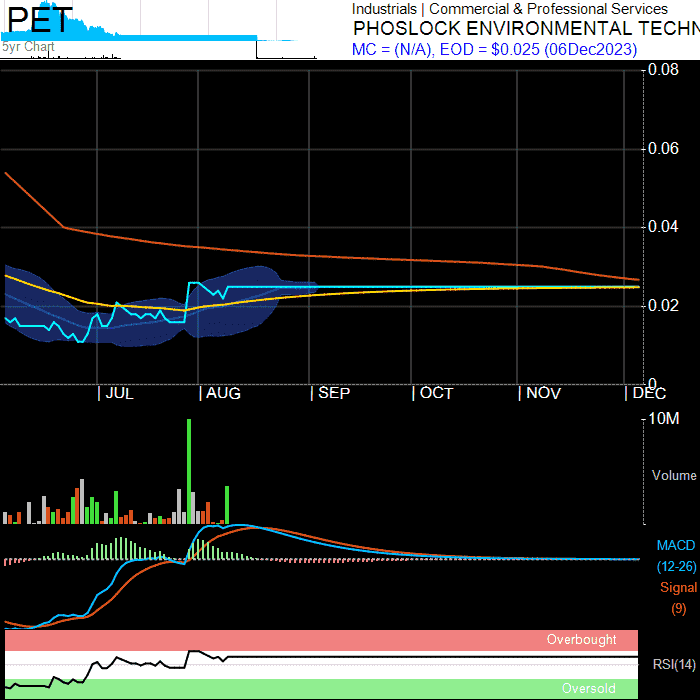 PET
5yr Chart
Industrials | Commercial & Professional Services
PHOSLOCK ENVIRONMENTAL TECHN
MC = (N/A), EOD = $0.025 (06Dec2023)
0.08
0.06
0.04
0.02
0
| JUL | AUG | SEP | OCT | NOV | DEC
10M
Volume
MACD
(12-26)
Signal
(9)
Overbought
RSI(14)
Oversold